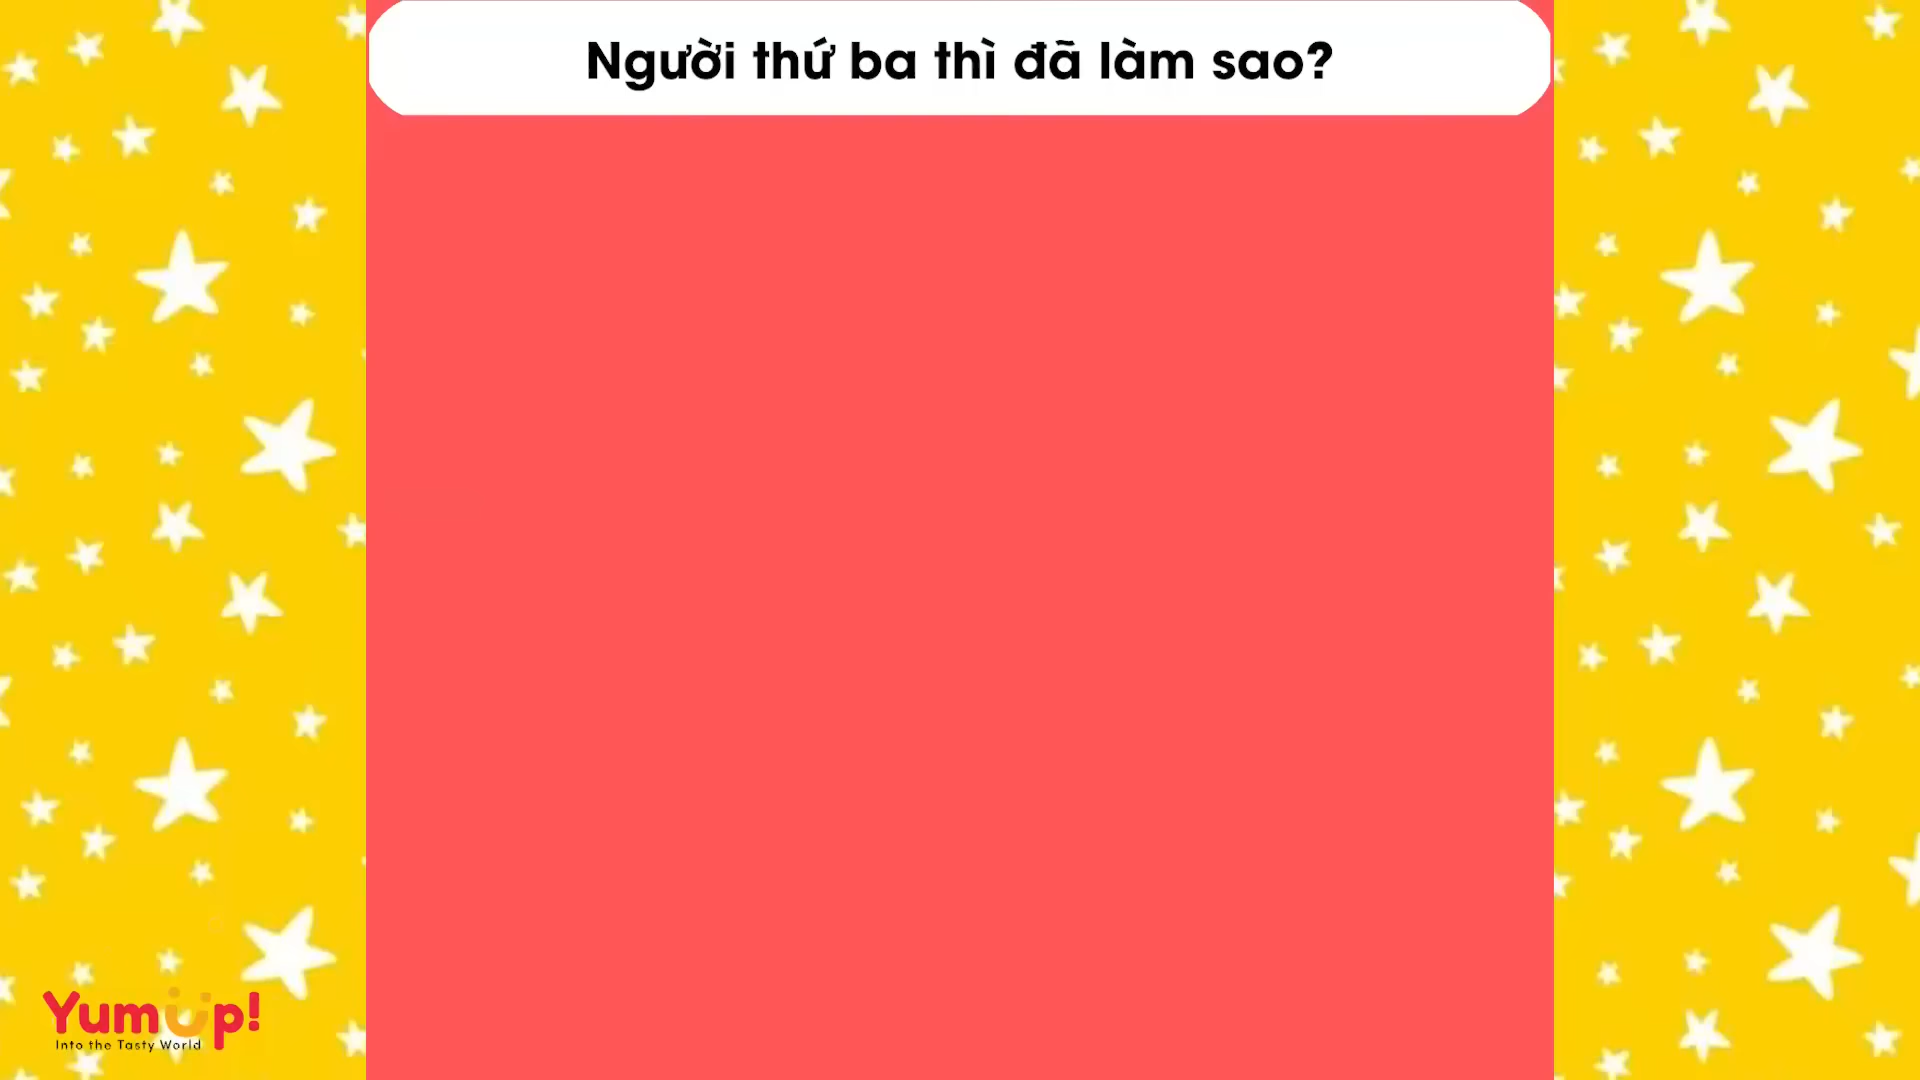 Người thứ ba thì đã làm sao?
YumUp!
Into the Tasty World